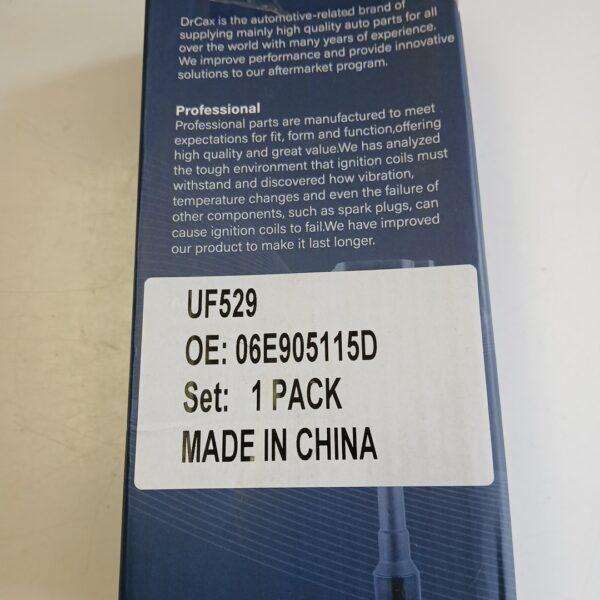 DrCax is the automotive-related brand of
supplying mainly high quality auto parts for all
over the world with many years of experience.
We improve performance and provide innovative
solutions to our aftermarket program.
Professional
Professional parts are manufactured to meet
expectations for fit, form and function,offering
high quality and great value.We has analyzed
the tough environment that ignition coils must
withstand and discovered how vibration,
temperature changes and even the failure of
other components, such as spark plugs, can
cause ignition coils to fail.We have improved
our product to make it last longer.
UF529
OE: 06E905115D
Set: 1 PACK
MADE IN CHINA